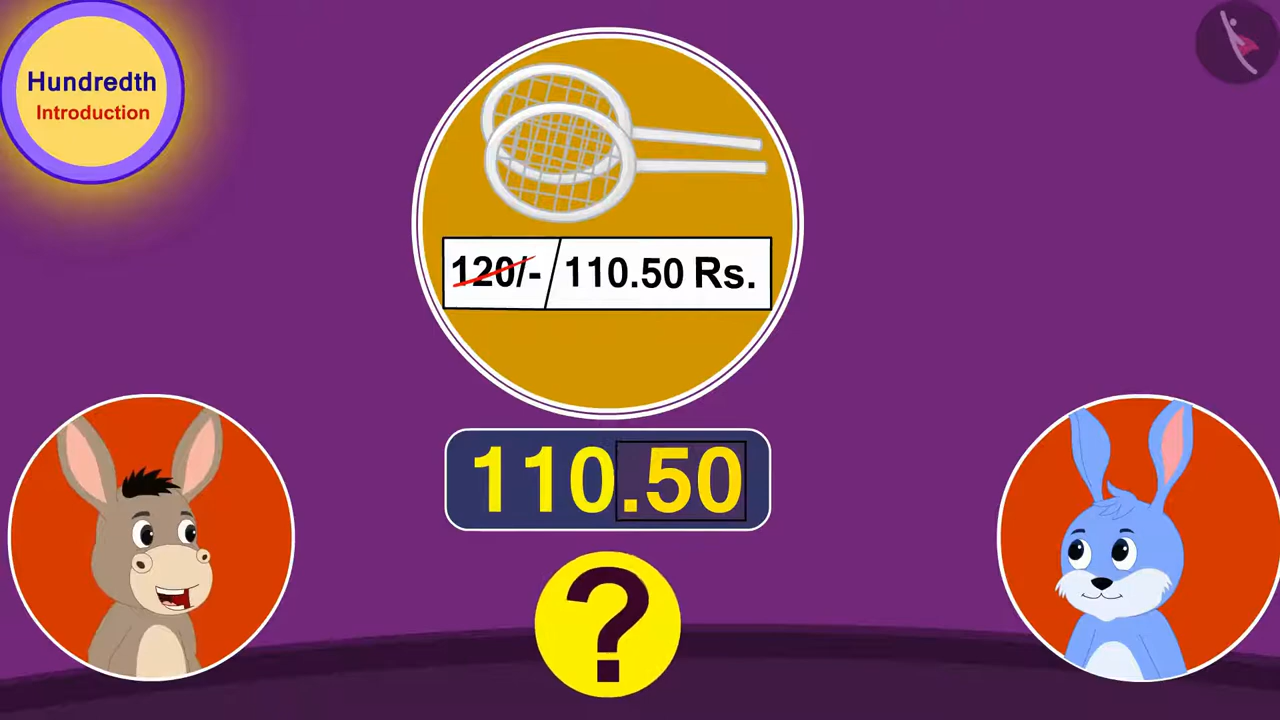 Hundredth
Introduction
120/- 110.50 Rs.
110.50
?